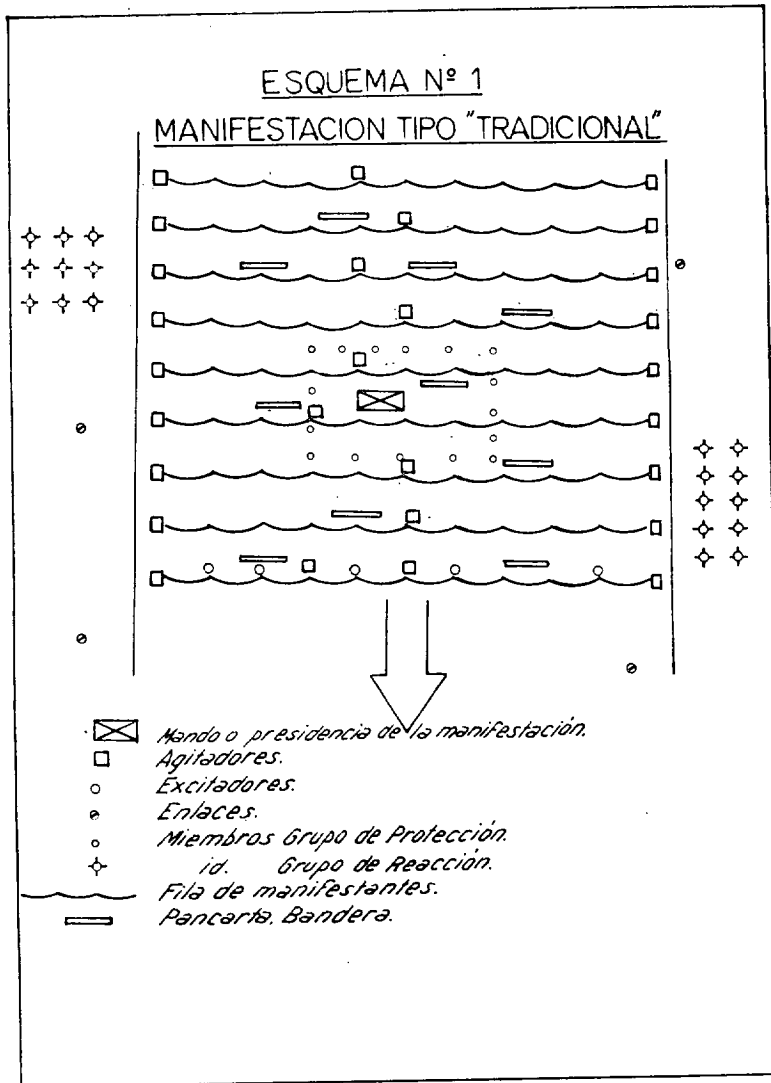 ESQUEMA Nº 1
MANIFESTACION TIPO "TRADICIONAL"
Mando o presidencia de la manifestación.
Agitadores.
Excitadores.
Enlaces.
Miembros Grupo de Protección.
id. Grupo de Reacción.
Fila de manifestantes.
Pancarta, Bandera.